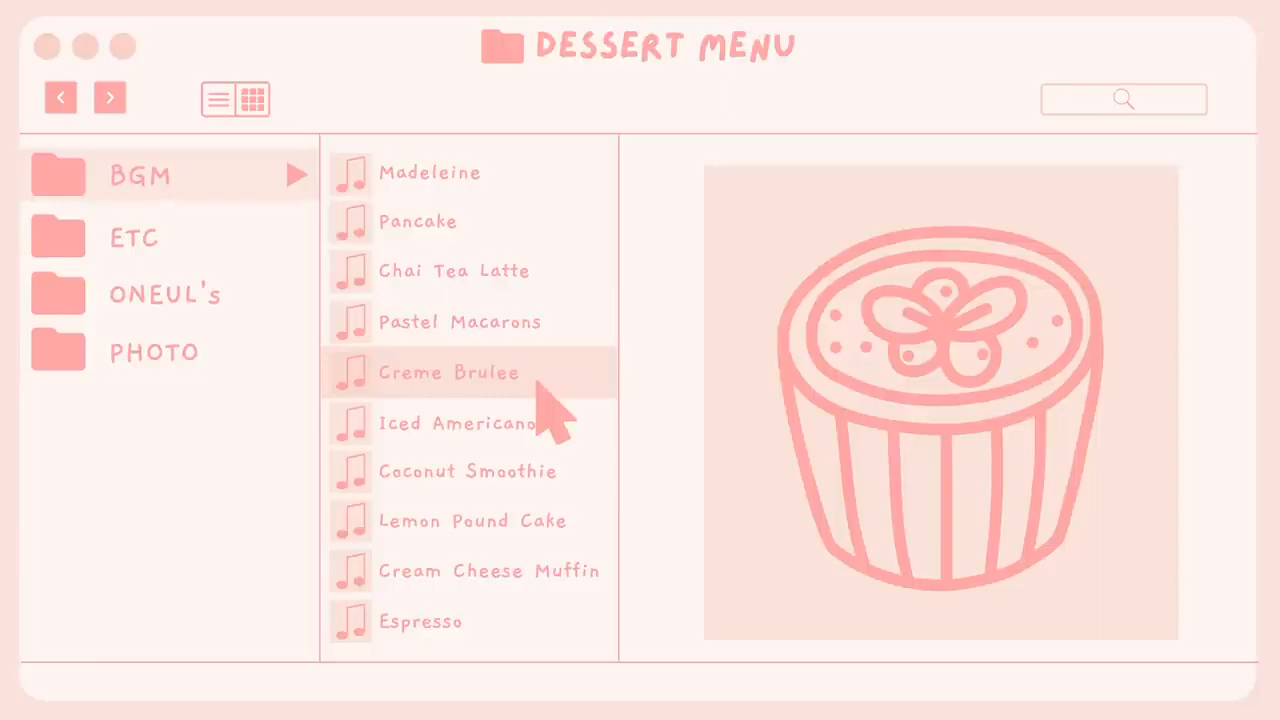 DESSERT MENU
BGM
ETC
ONEUL's
PHOTO
Madeleine
Pancake
Chai Tea Latte
Pastel Macarons
Creme Brulee
Iced Americano
Coconut Smoothie
Lemon Pound Cake
Cream Cheese Muffin
Espresso